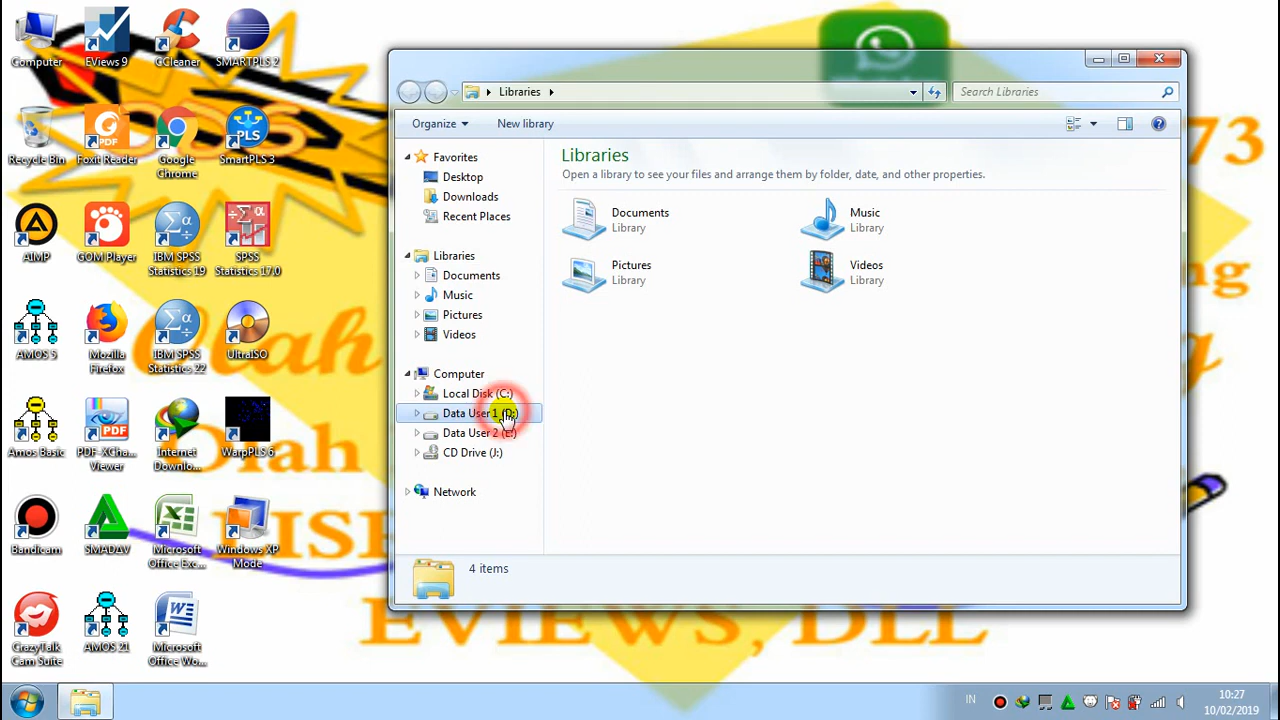 Computer
EViews 9
CCleaner
SMARTPLS 2
Recycle Bin
Foxit Reader
Google
Chrome
SmartPLS 3
AIMP
GOM Player
IBM SPSS
Statistics 19
SPSS
Statistics 17.0
AMOS 5
Mozilla
Firefox
IBM SPSS
Statistics 22
UltraISO
Amos Basic
PDF-XCha...
Viewer
Internet
Downlo...
WarpPLS 6
Bandicam
SMADAV
Microsoft
Office Exc...
Windows XP
Mode
CrazyTalk
Cam Suite
AMOS 21
Microsoft
Office Wo...
Libraries
Search Libraries
Organize
New library
Favorites
Desktop
Downloads
Recent Places
Libraries
Documents
Music
Pictures
Videos
Computer
Local Disk (C:)
Data User 1 (D:)
Data User 2 (E:)
CD Drive (J:)
Network
Libraries
Open a library to see your files and arrange them by folder, date, and other properties.
Documents
Library
Music
Library
Pictures
Library
Videos
Library
4 items
73
Olah
Olah
EVIEWS, DLL
IN
10:27
10/02/2019